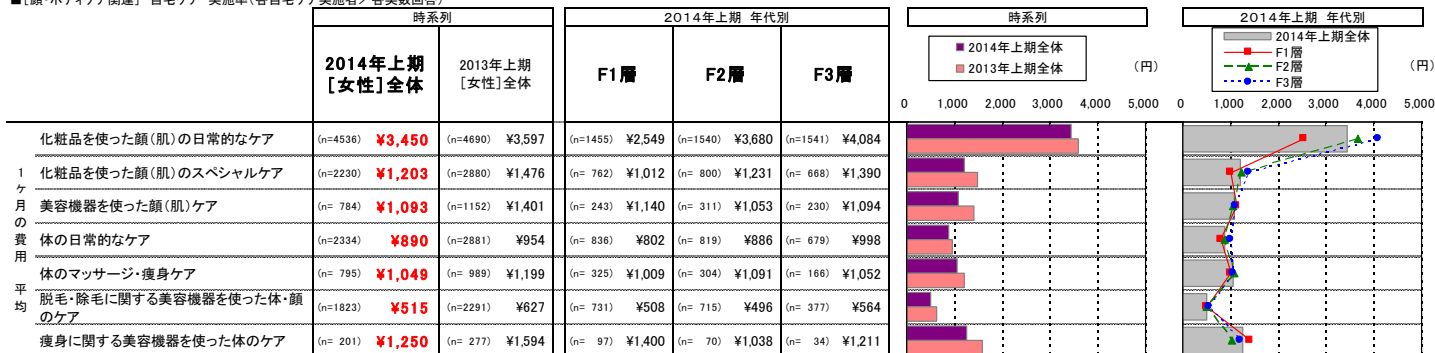 ■[顔・ボディケア関連] 自宅ケア 実施率(各自宅ケア実施者／各実数回答)
時系列 2014年上期 年代別 時系列 2014年上期 年代別
2014年上期 [女性]全体 2013年上期 [女性]全体 F1層 F2層 F3層
2014年上期全体
2013年上期全体
(円)
2014年上期全体
F1層
F2層
F3層
(円)
0 1,000 2,000 3,000 4,000 5,000 0 1,000 2,000 3,000 4,000 5,000
1ヶ月の費用 平均
化粧品を使った顔(肌)の日常的なケア (n=4536) ¥3,450 (n=4690) ¥3,597 (n=1455) ¥2,549 (n=1540) ¥3,680 (n=1541) ¥4,084
化粧品を使った顔(肌)のスペシャルケア (n=2230) ¥1,203 (n=2880) ¥1,476 (n= 762) ¥1,012 (n= 800) ¥1,231 (n= 668) ¥1,390
美容機器を使った顔(肌)ケア (n= 784) ¥1,093 (n=1152) ¥1,401 (n= 243) ¥1,140 (n= 311) ¥1,053 (n= 230) ¥1,094
体の日常的なケア (n=2334) ¥890 (n=2881) ¥954 (n= 836) ¥802 (n= 819) ¥886 (n= 679) ¥998
体のマッサージ・痩身ケア (n= 795) ¥1,049 (n= 989) ¥1,199 (n= 325) ¥1,009 (n= 304) ¥1,091 (n= 166) ¥1,052
脱毛・除毛に関する美容機器を使った体・顔のケア (n=1823) ¥515 (n=2291) ¥627 (n= 731) ¥508 (n= 715) ¥496 (n= 377) ¥564
痩身に関する美容機器を使った体のケア (n= 201) ¥1,250 (n= 277) ¥1,594 (n= 97) ¥1,400 (n= 70) ¥1,038 (n= 34) ¥1,211